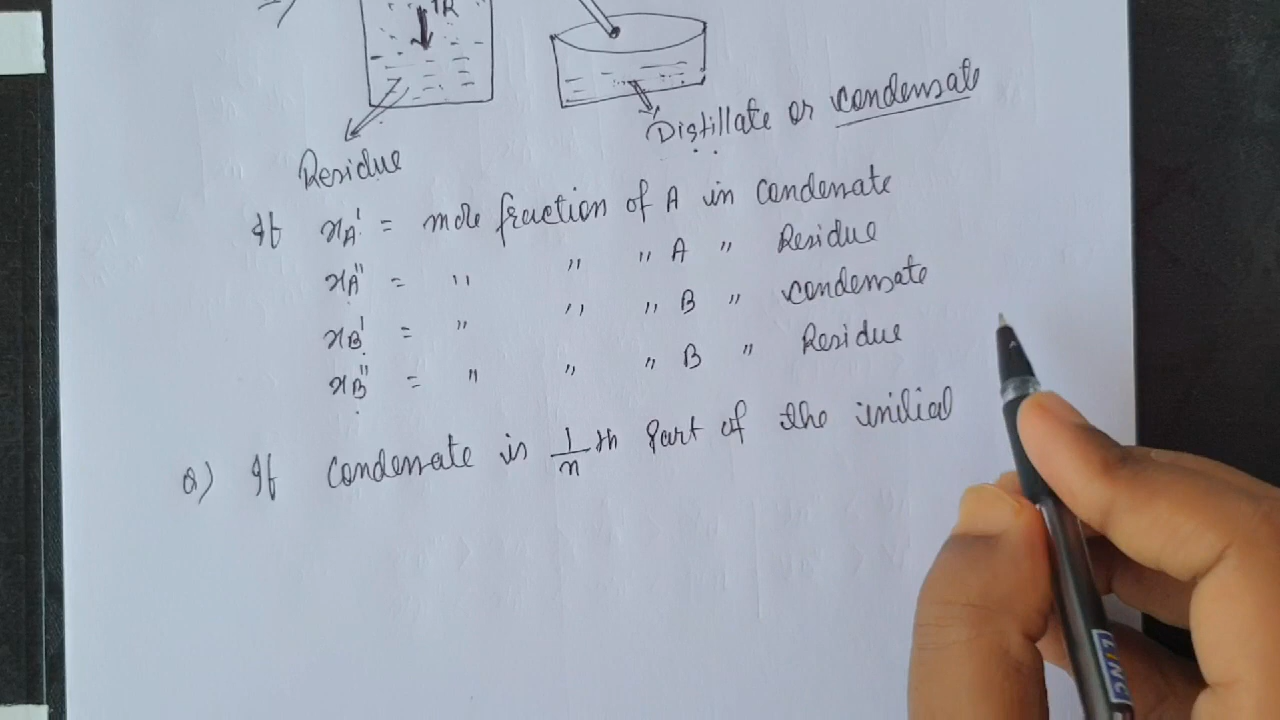 Distillate or condensate
Residue
If xA' = mole fraction of A in condensate
xA" = " " " A " Residue
xB' = " " " B " condensate
xB" = " " " B " Residue
a) If condensate is 1/n th part of the initial
LINC